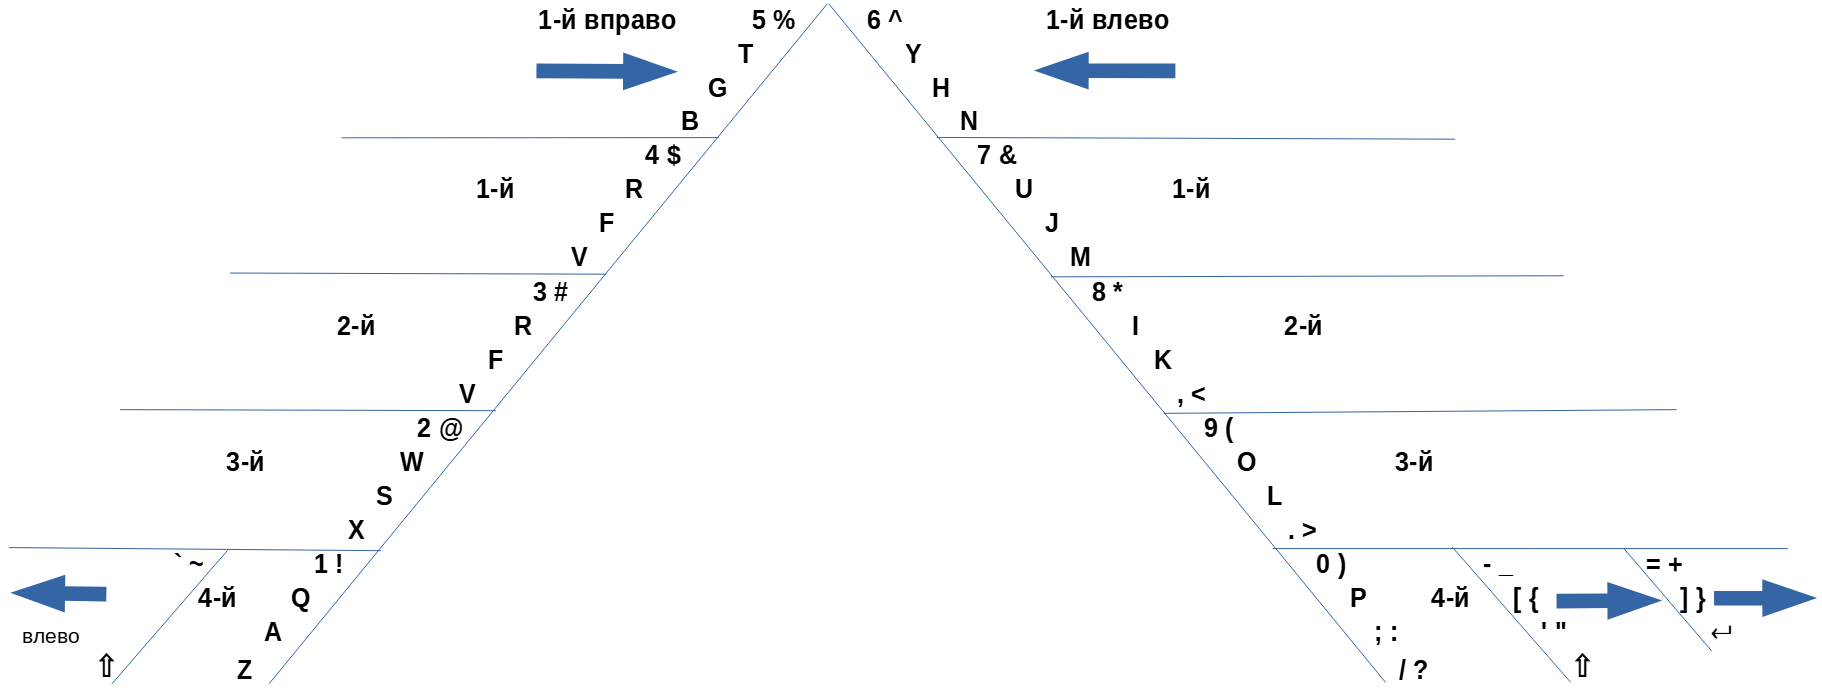 1-й вправо 5 % 6 ^ 1-й влево
T Y
G H
B N
4 $ 7 &
1-й R U 1-й
F J
V M
3 # 8 *
2-й R I 2-й
F K
V , <
2 @ 9 (
3-й W O 3-й
S L
X . >
` ~ 1 ! 0 ) - _ = +
4-й Q P 4-й [ { ] }
влево A ; : ' " ↵
⇧ Z / ? ⇧